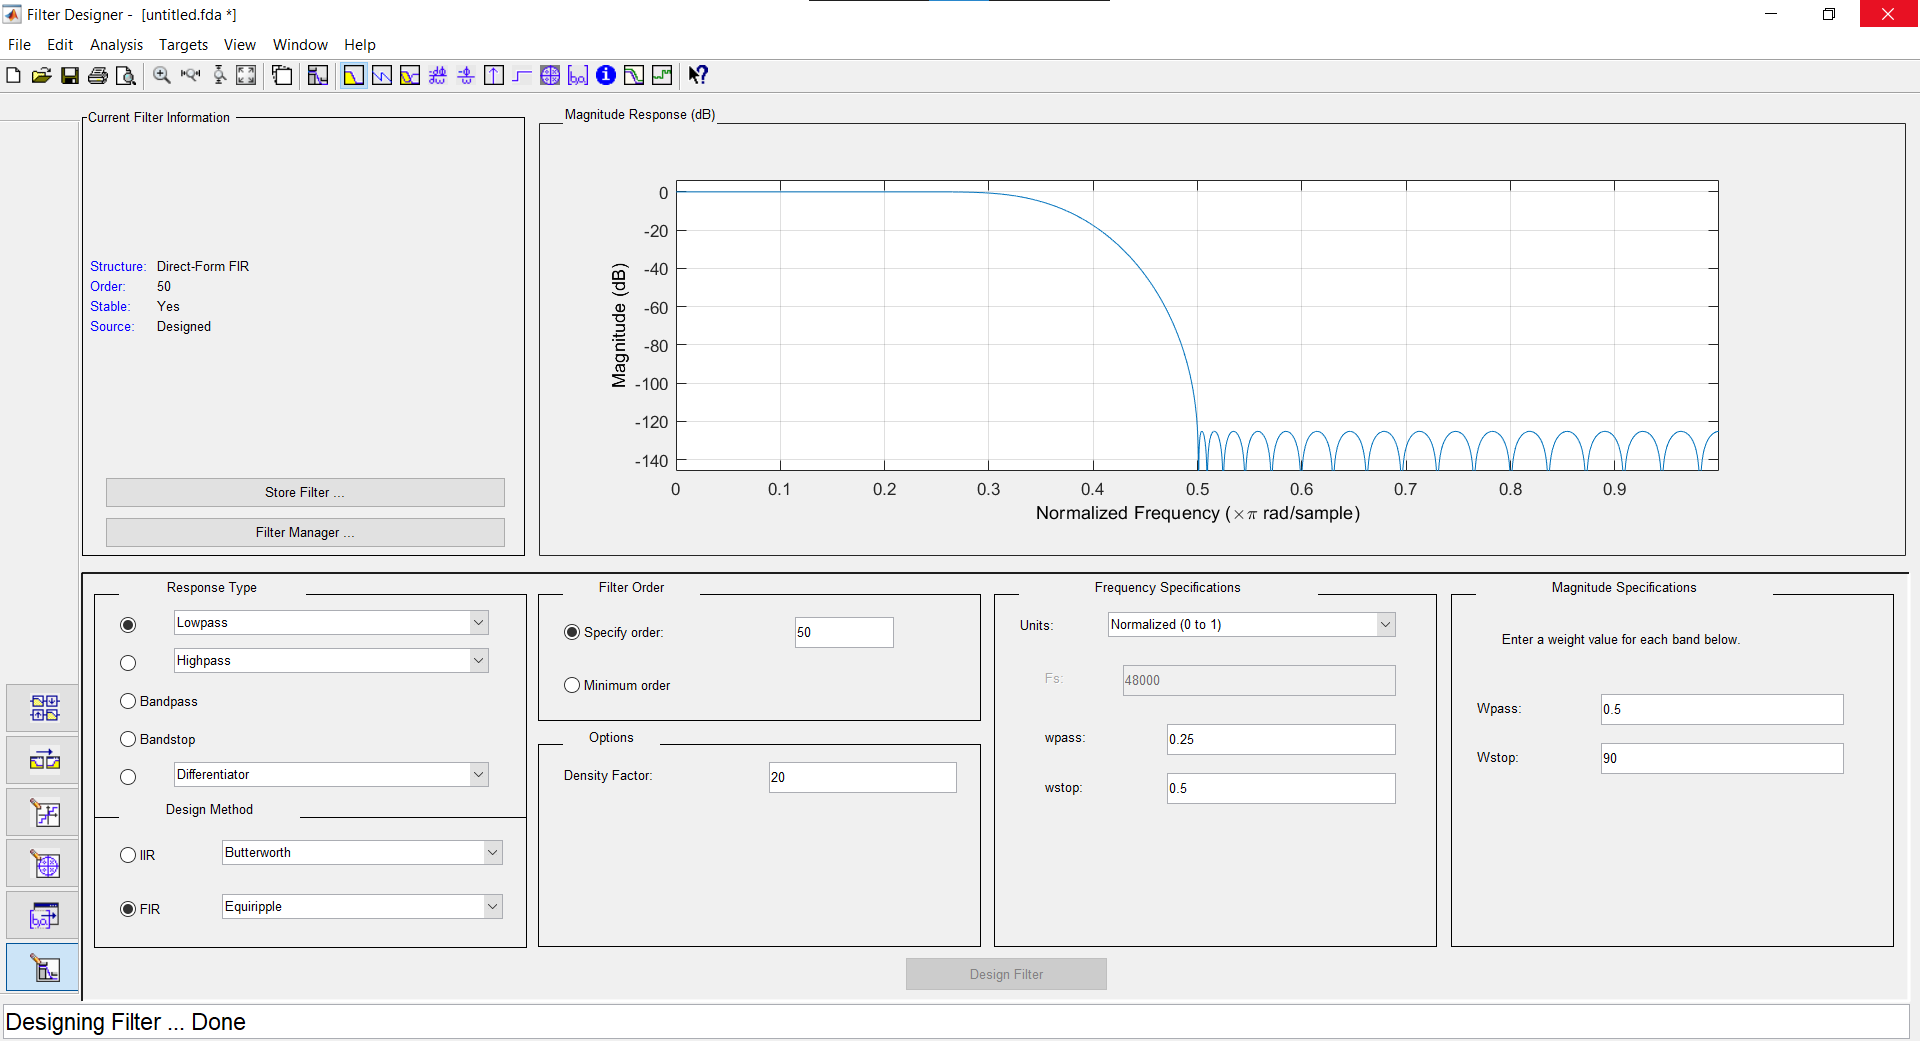 Filter Designer - [untitled.fda *]
File Edit Analysis Targets View Window Help
Current Filter Information
Structure: Direct-Form FIR
Order: 50
Stable: Yes
Source: Designed
Store Filter ...
Filter Manager ...
Magnitude Response (dB)
Magnitude (dB)
0
-20
-40
-60
-80
-100
-120
-140
0 0.1 0.2 0.3 0.4 0.5 0.6 0.7 0.8 0.9
Normalized Frequency (×π rad/sample)
Response Type
Lowpass
Highpass
Bandpass
Bandstop
Differentiator
Design Method
IIR Butterworth
FIR Equiripple
Filter Order
Specify order: 50
Minimum order
Options
Density Factor: 20
Frequency Specifications
Units: Normalized (0 to 1)
Fs: 48000
wpass: 0.25
wstop: 0.5
Magnitude Specifications
Enter a weight value for each band below.
Wpass: 0.5
Wstop: 90
Design Filter
Designing Filter ... Done